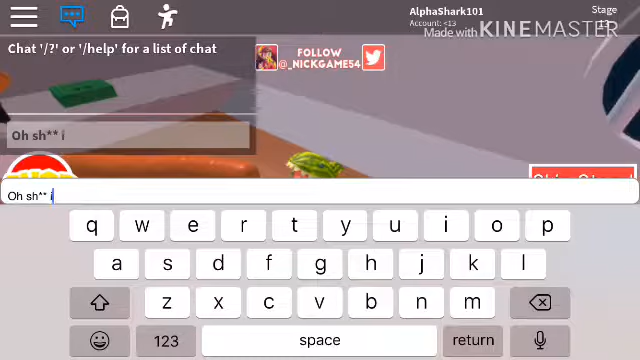 AlphaShark101
Account: <13
Stage
Made with KINEMASTER
Chat '/?' or '/help' for a list of chat
FOLLOW
@_NICKGAME54
Oh sh** i
Oh sh** i
q w e r t y u i o p
a s d f g h j k l
z x c v b n m
123 space return